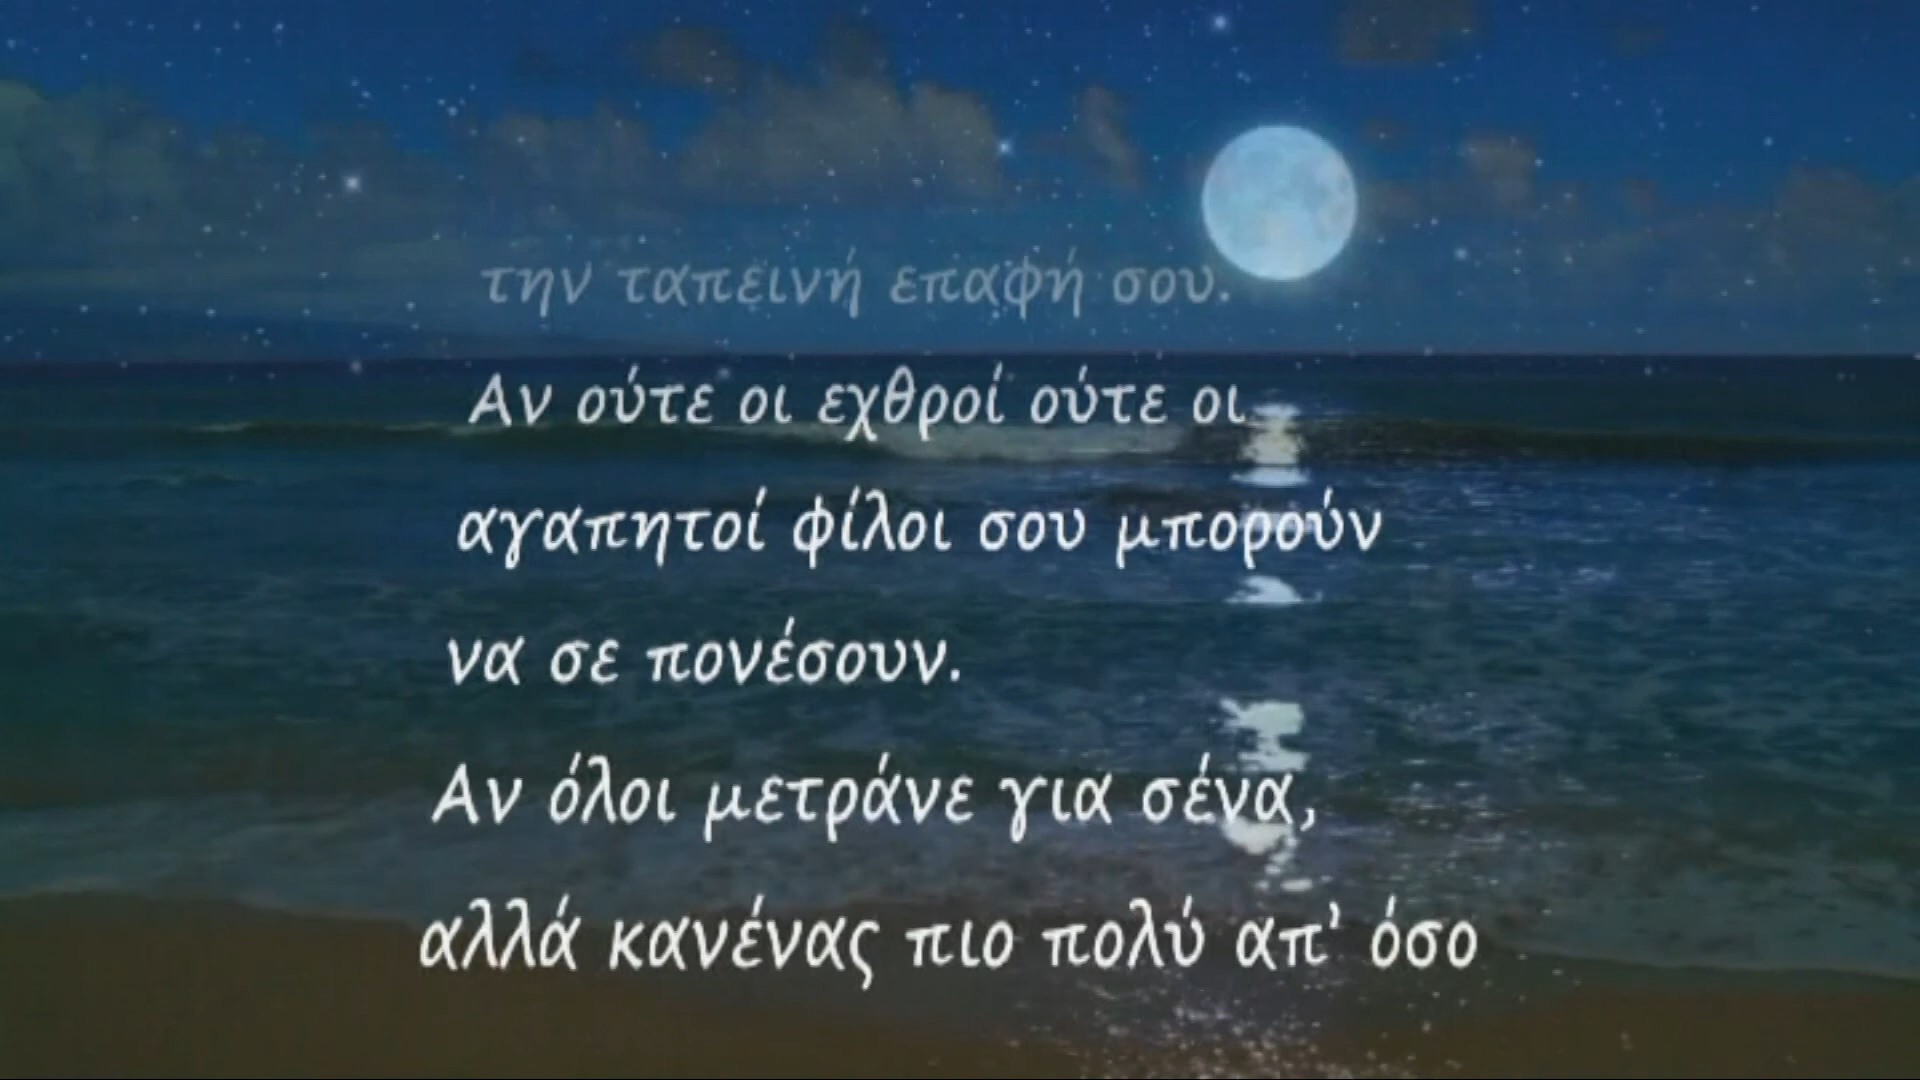 την ταπεινή επαφή σου.
Αν ούτε οι εχθροί ούτε οι
αγαπητοί φίλοι σου μπορούν
να σε πονέσουν.
Αν όλοι μετράνε για σένα,
αλλά κανένας πιο πολύ απ' όσο